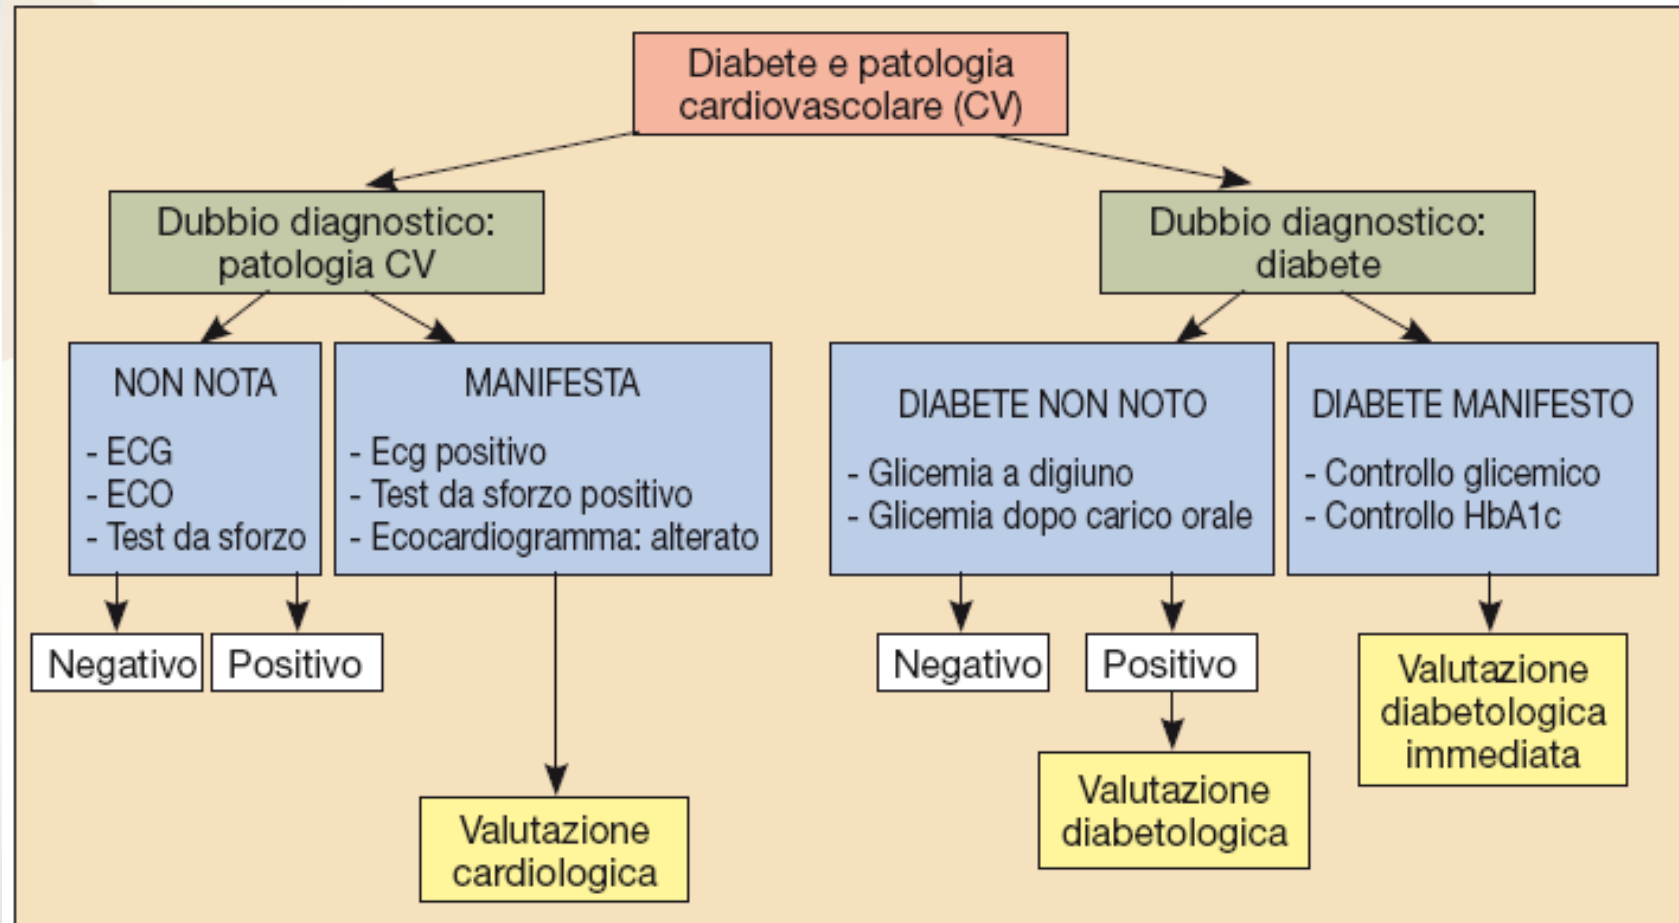 Diabete e patologia
cardiovascolare (CV)
Dubbio diagnostico:
patologia CV
Dubbio diagnostico:
diabete
NON NOTA
- ECG
- ECO
- Test da sforzo
MANIFESTA
- Ecg positivo
- Test da sforzo positivo
- Ecocardiogramma: alterato
DIABETE NON NOTO
- Glicemia a digiuno
- Glicemia dopo carico orale
DIABETE MANIFESTO
- Controllo glicemico
- Controllo HbA1c
Negativo
Positivo
Negativo
Positivo
Valutazione
diabetologica
immediata
Valutazione
cardiologica
Valutazione
diabetologica